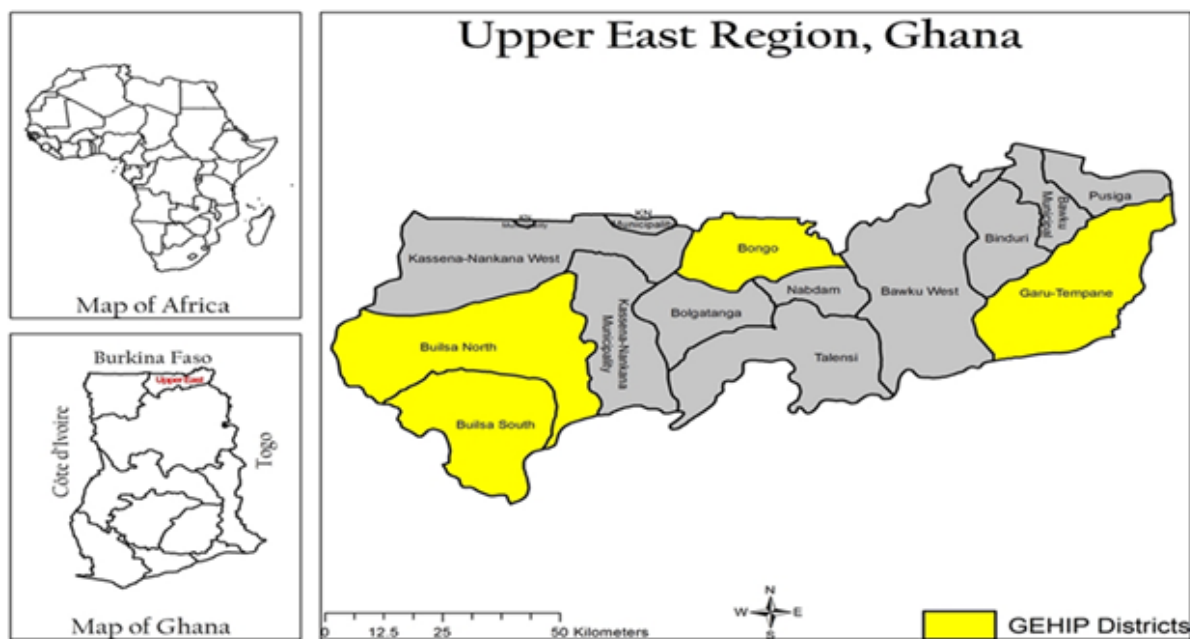 Map of Africa
Burkina Faso
Upper East
Côte d'Ivoire
Togo
Map of Ghana
Upper East Region, Ghana
KN
KN
Municipality
Kassena-Nankana West
Bongo
Pusiga
Bawku
Municipal
Binduri
Nabdam
Bawku West
Garu-Tempane
Bolgatanga
Kassena-Nankana
Municipality
Builsa North
Talensi
Builsa South
N
W
E
S
0 12.5 25 50 Kilometers
GEHIP Districts